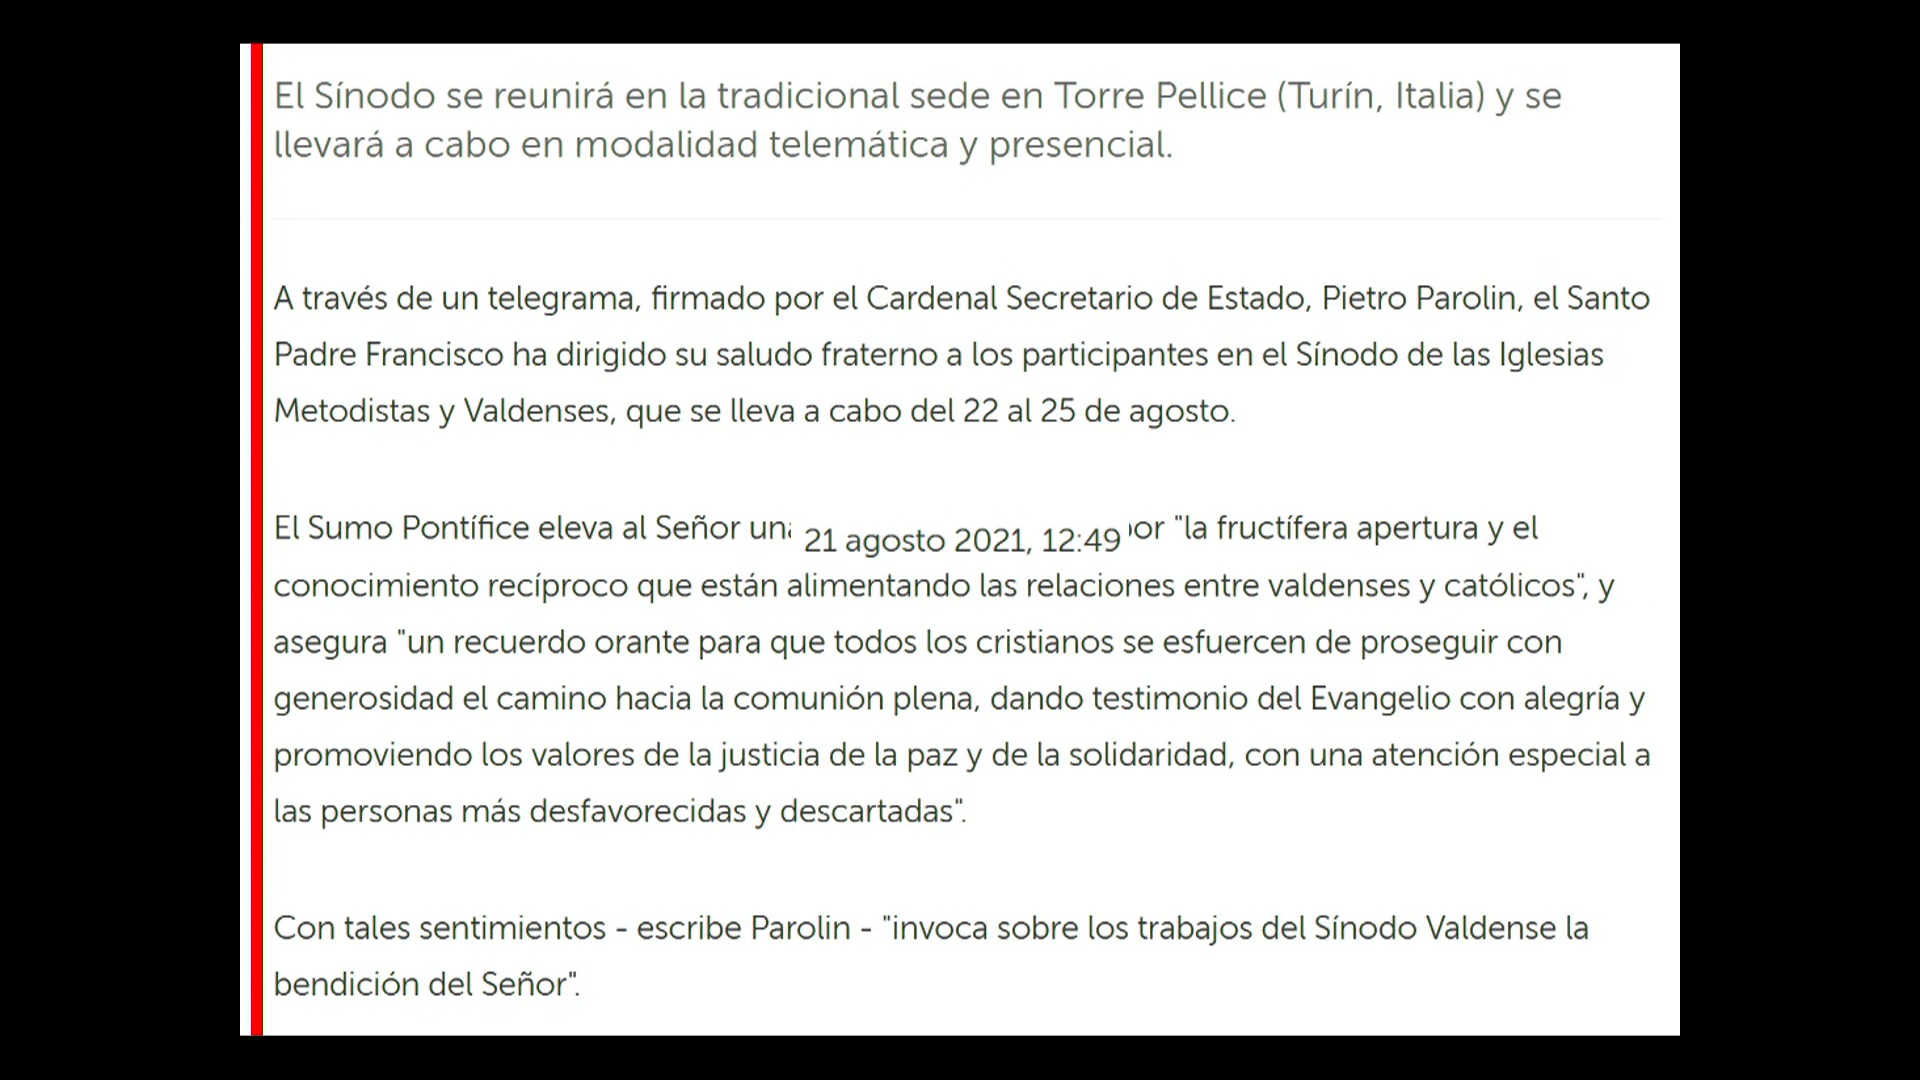 El Sínodo se reunirá en la tradicional sede en Torre Pellice (Turín, Italia) y se
llevará a cabo en modalidad telemática y presencial.
A través de un telegrama, firmado por el Cardenal Secretario de Estado, Pietro Parolin, el Santo
Padre Francisco ha dirigido su saludo fraterno a los participantes en el Sínodo de las Iglesias
Metodistas y Valdenses, que se lleva a cabo del 22 al 25 de agosto.
El Sumo Pontífice eleva al Señor "la fructífera apertura y el
21 agosto 2021, 12:49
conocimiento recíproco que están alimentando las relaciones entre valdenses y católicos", y
asegura "un recuerdo orante para que todos los cristianos se esfuercen de proseguir con
generosidad el camino hacia la comunión plena, dando testimonio del Evangelio con alegría y
promoviendo los valores de la justicia de la paz y de la solidaridad, con una atención especial a
las personas más desfavorecidas y descartadas".
Con tales sentimientos - escribe Parolin - "invoca sobre los trabajos del Sínodo Valdense la
bendición del Señor".